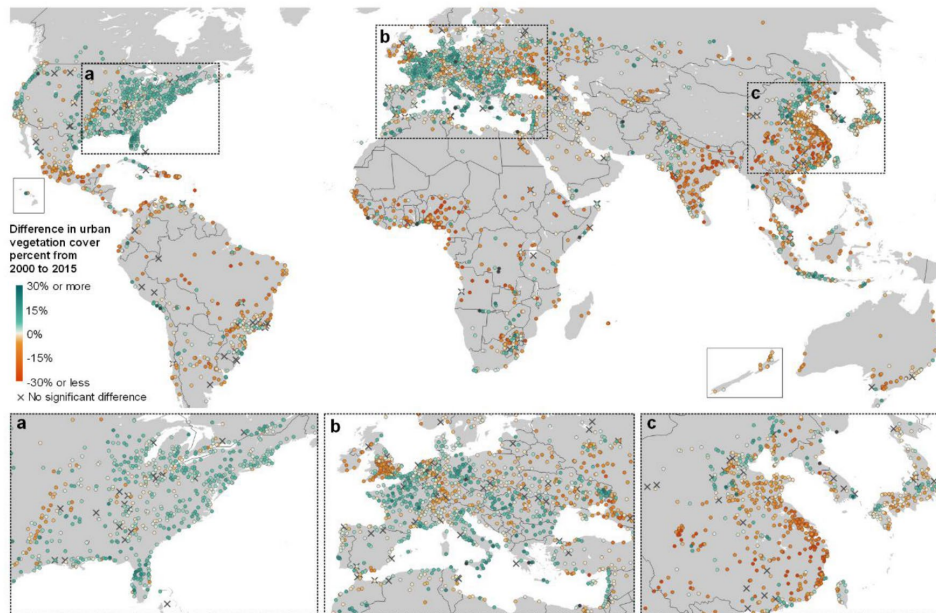 a
b
c
Difference in urban
vegetation cover
percent from
2000 to 2015
30% or more
15%
0%
-15%
-30% or less
× No significant difference
a
b
c